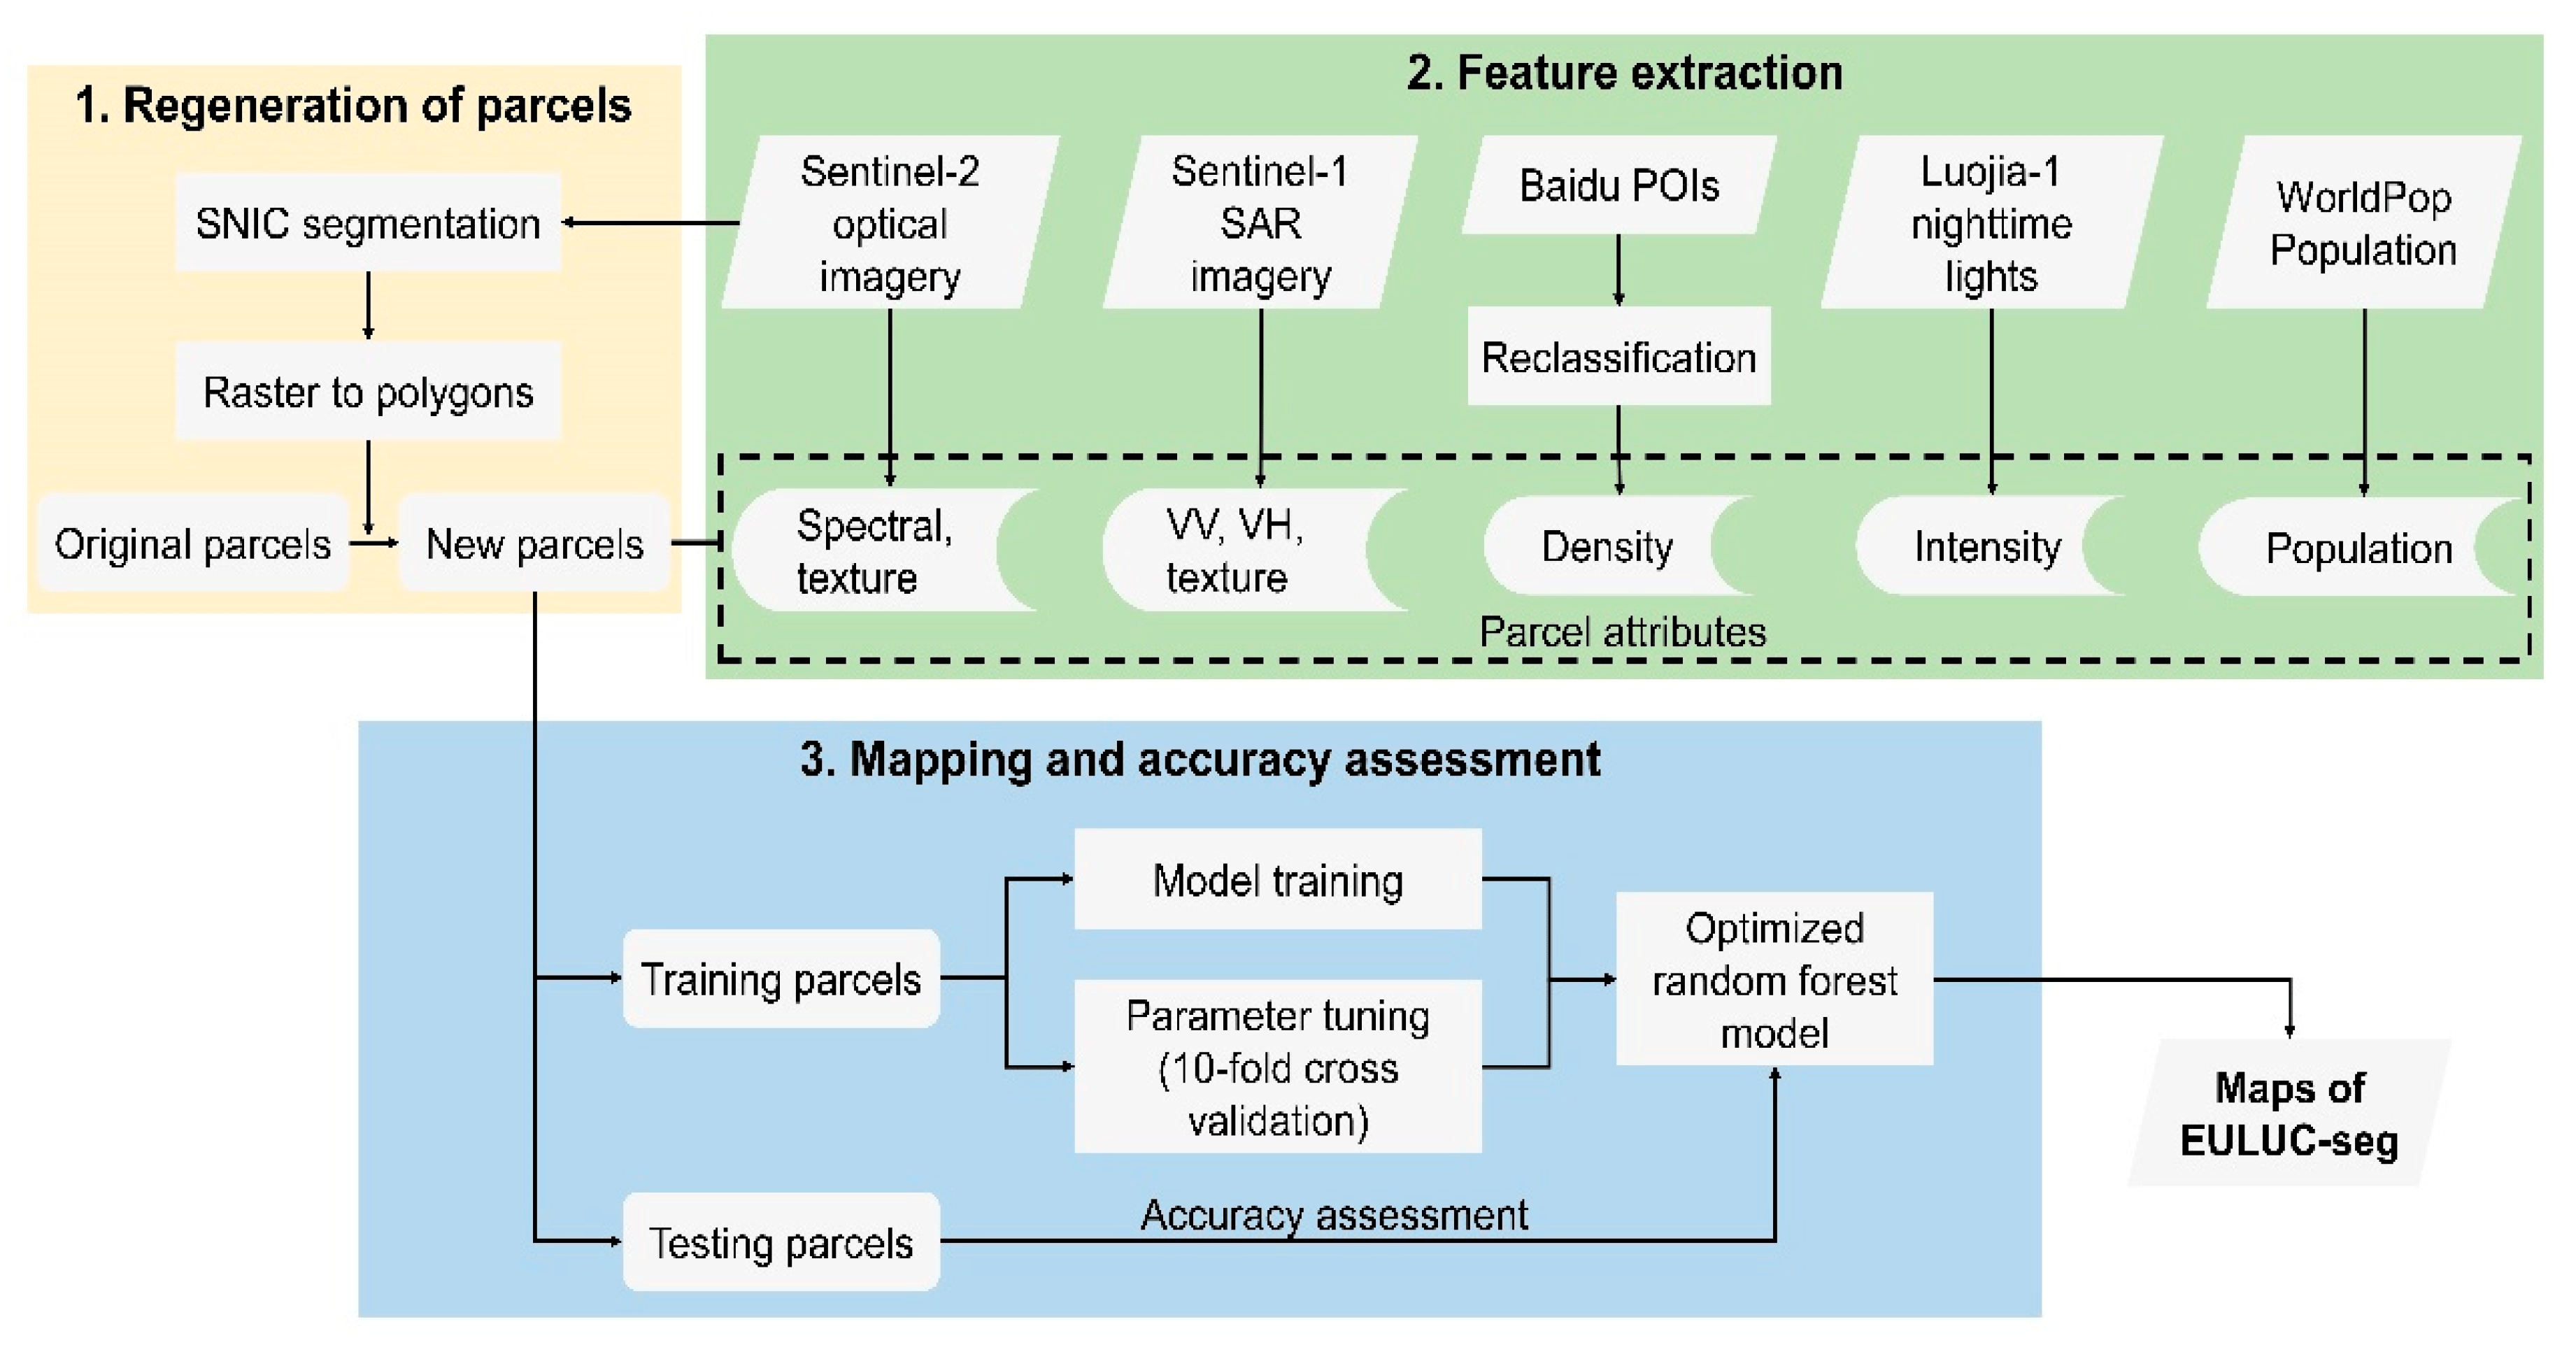 1. Regeneration of parcels
SNIC segmentation
Raster to polygons
Original parcels
New parcels
2. Feature extraction
Sentinel-2
optical
imagery
Sentinel-1
SAR
imagery
Baidu POIs
Reclassification
Luojia-1
nighttime
lights
WorldPop
Population
Spectral,
texture
VV, VH,
texture
Density
Intensity
Population
Parcel attributes
3. Mapping and accuracy assessment
Training parcels
Model training
Parameter tuning
(10-fold cross
validation)
Optimized
random forest
model
Testing parcels
Accuracy assessment
Maps of
EULUC-seg